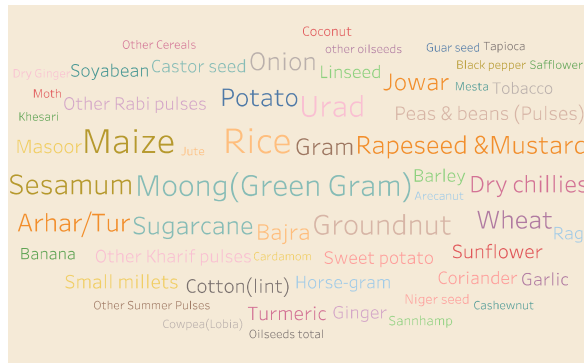 Coconut
Other Cereals other oilseeds Guar seed Tapioca
Dry Ginger Soyabean Castor seed Onion Linseed Black pepper Safflower
Moth Other Rabi pulses Potato Urad Jowar Mesta Tobacco
Khesari Peas & beans (Pulses)
Masoor Maize Jute Rice Gram Rapeseed &Mustard
Sesamum Moong(Green Gram) Barley Arecanut Dry chillies
Arhar/Tur Sugarcane Bajra Groundnut Wheat Rag
Banana Other Kharif pulses Cardamom Sweet potato Sunflower
Small millets Cotton(lint) Horse-gram Coriander Garlic
Other Summer Pulses Turmeric Ginger Niger seed Cashewnut
Cowpea(Lobia) Sannhamp
Oilseeds total